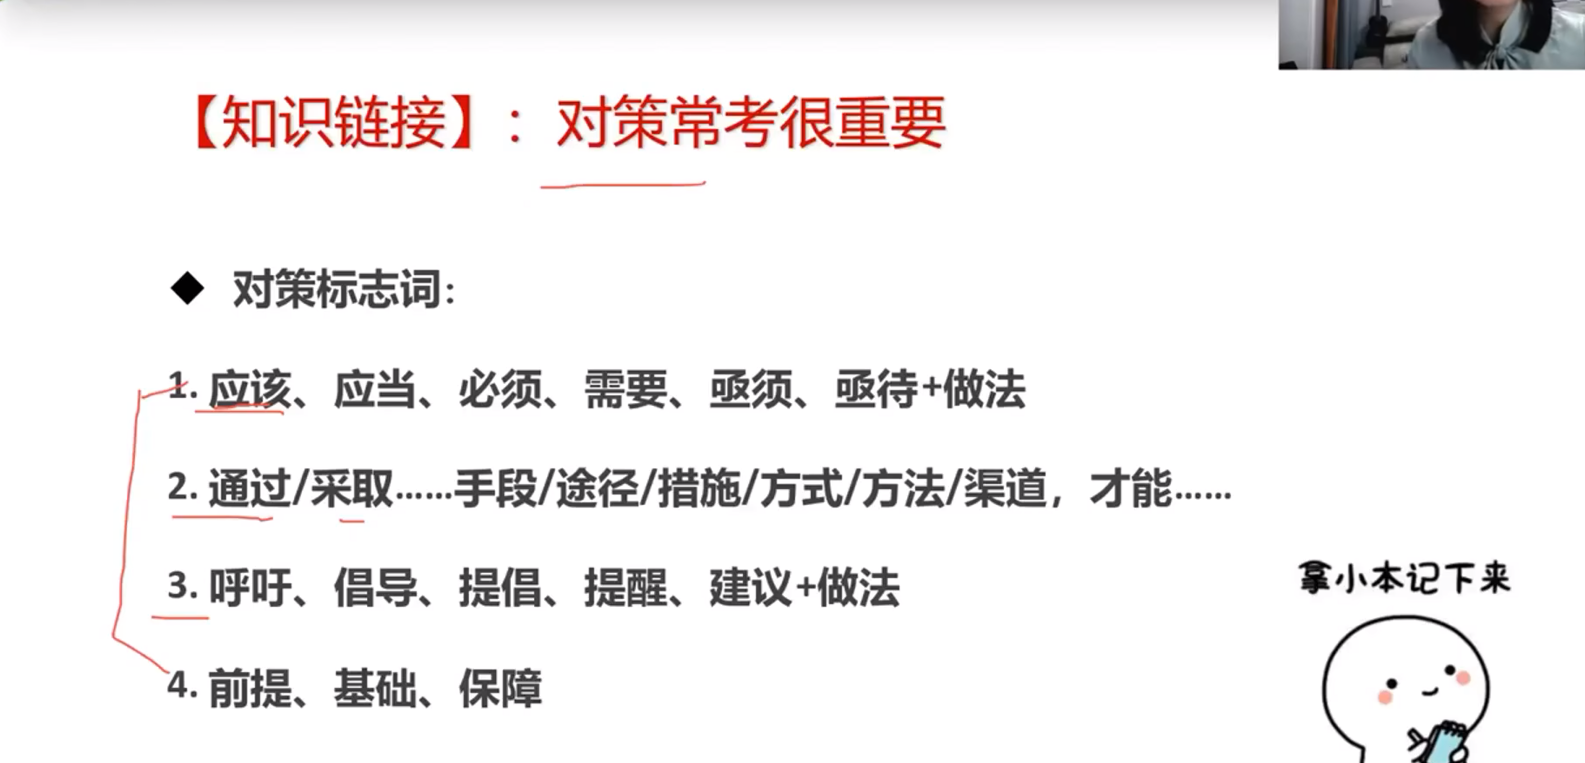 【知识链接】：对策常考很重要
◆ 对策标志词：
1. 应该、应当、必须、需要、亟须、亟待+做法
2. 通过/采取……手段/途径/措施/方式/方法/渠道，才能……
3. 呼吁、倡导、提倡、提醒、建议+做法
拿小本记下来
4. 前提、基础、保障